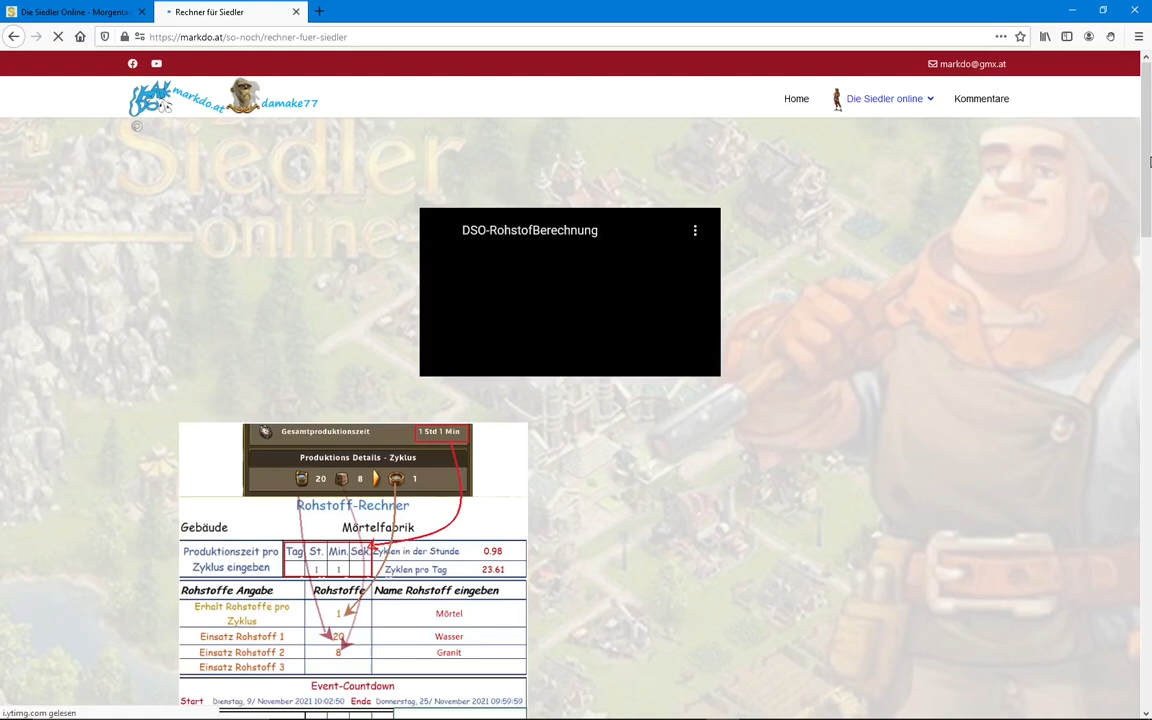 Die Siedler Online - Morgenta
Rechner für Siedler
https://markdo.at/so-noch/rechner-fuer-siedler
markdo@gmx.at
markdo.at
damake77
Home
Die Siedler online
Kommentare
Siedler
online
DSO-RohstofBerechnung
Gesamtproduktionszeit 1 Std 1 Min
Produktions Details - Zyklus
20 8 1
Rohstoff-Rechner
Gebäude Mörtelfabrik
Produktionszeit pro Tag St. Min. Sek Zyklen in der Stunde 0.98
Zyklus eingeben 1 1 Zyklen pro Tag 23.61
Rohstoffe Angabe Rohstoffe Name Rohstoff eingeben
Erhalt Rohstoffe pro
Zyklus 1 Mörtel
Einsatz Rohstoff 1 20 Wasser
Einsatz Rohstoff 2 8 Granit
Einsatz Rohstoff 3
Event-Countdown
Start Dienstag, 9/ November 2021 10:02:50 Ende Donnerstag, 25/ November 2021 09:59:59
i.ytimg.com gelesen